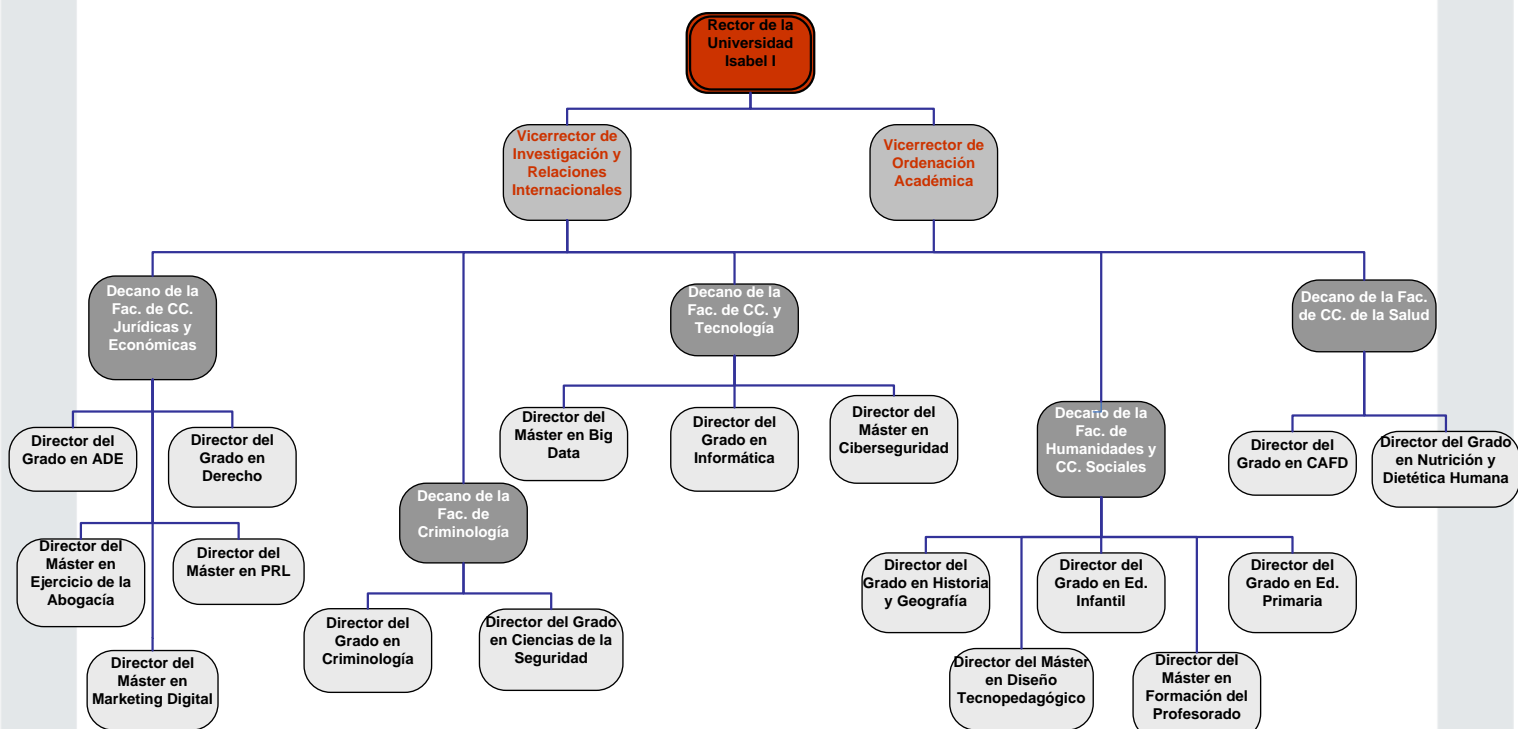 Rector de la
Universidad
Isabel I
Vicerrector de
Investigación y
Relaciones
Internacionales
Vicerrector de
Ordenación
Académica
Decano de la
Fac. de CC.
Jurídicas y
Económicas
Decano de la
Fac. de CC. y
Tecnología
Decano de la Fac.
de CC. de la Salud
Director del
Grado en ADE
Director del
Grado en
Derecho
Director del
Máster en Big
Data
Director del
Grado en
Informática
Director del
Máster en
Ciberseguridad
Decano de la
Fac. de
Humanidades y
CC. Sociales
Director del
Grado en CAFD
Director del Grado
en Nutrición y
Dietética Humana
Decano de la
Fac. de
Criminología
Director del
Máster en
Ejercicio de la
Abogacía
Director del
Máster en PRL
Director del
Grado en Historia
y Geografía
Director del
Grado en Ed.
Infantil
Director del
Grado en Ed.
Primaria
Director del
Grado en
Criminología
Director del Grado
en Ciencias de la
Seguridad
Director del
Máster en
Marketing Digital
Director del Máster
en Diseño
Tecnopedagógico
Director del
Máster en
Formación del
Profesorado